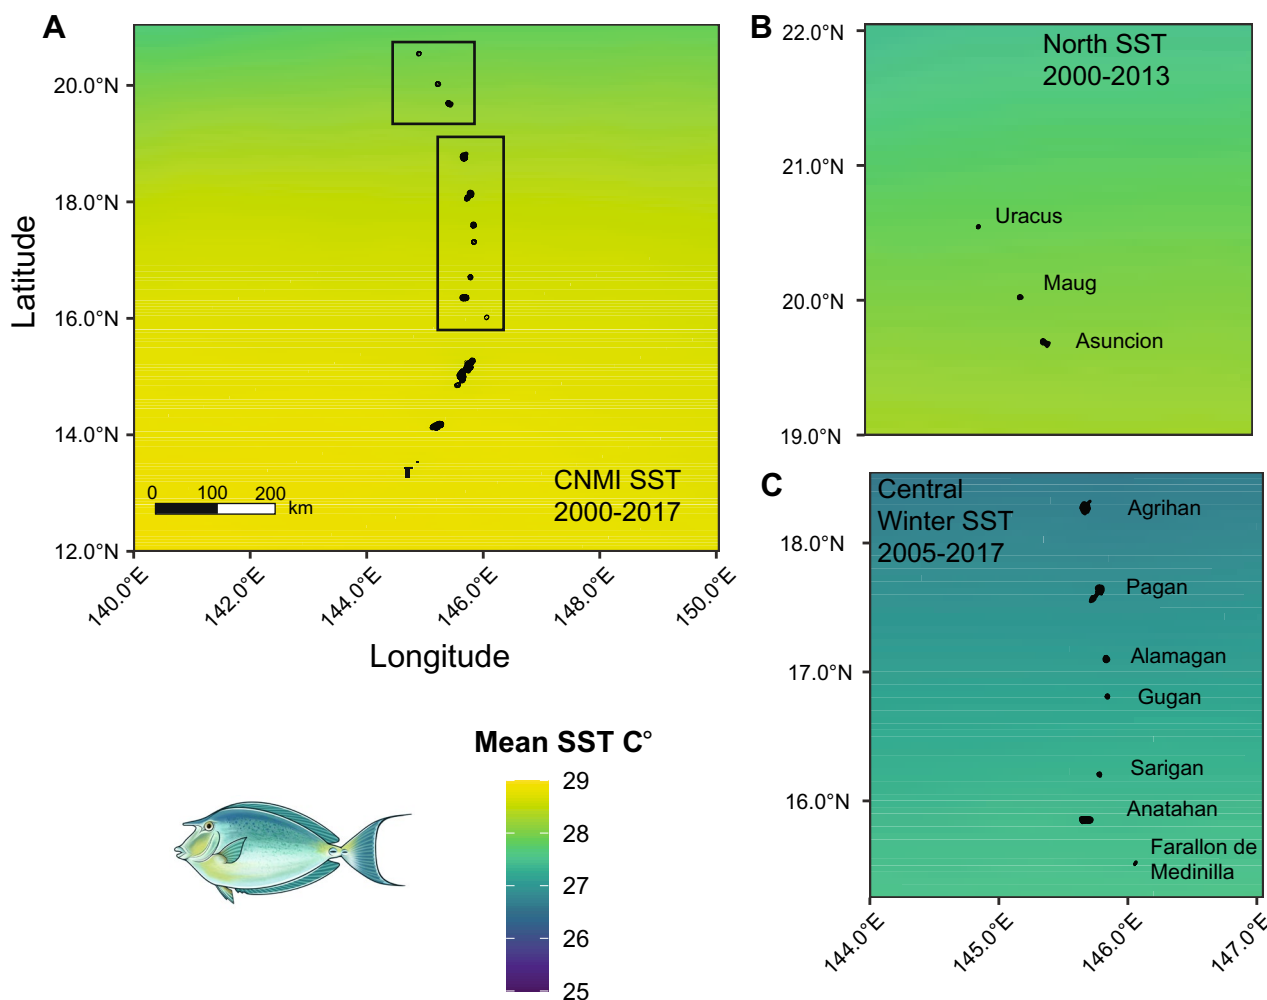 A
20.0°N
18.0°N
16.0°N
14.0°N
12.0°N
Latitude
0 100 200
km
CNMI SST
2000-2017
140.0°E
142.0°E
144.0°E
146.0°E
148.0°E
150.0°E
Longitude
B
22.0°N
21.0°N
20.0°N
19.0°N
North SST
2000-2013
Uracus
Maug
Asuncion
C
Central
Winter SST
2005-2017
18.0°N
17.0°N
16.0°N
Agrihan
Pagan
Alamagan
Gugan
Sarigan
Anatahan
Farallon de
Medinilla
144.0°E
145.0°E
146.0°E
147.0°E
Mean SST C°
29
28
27
26
25